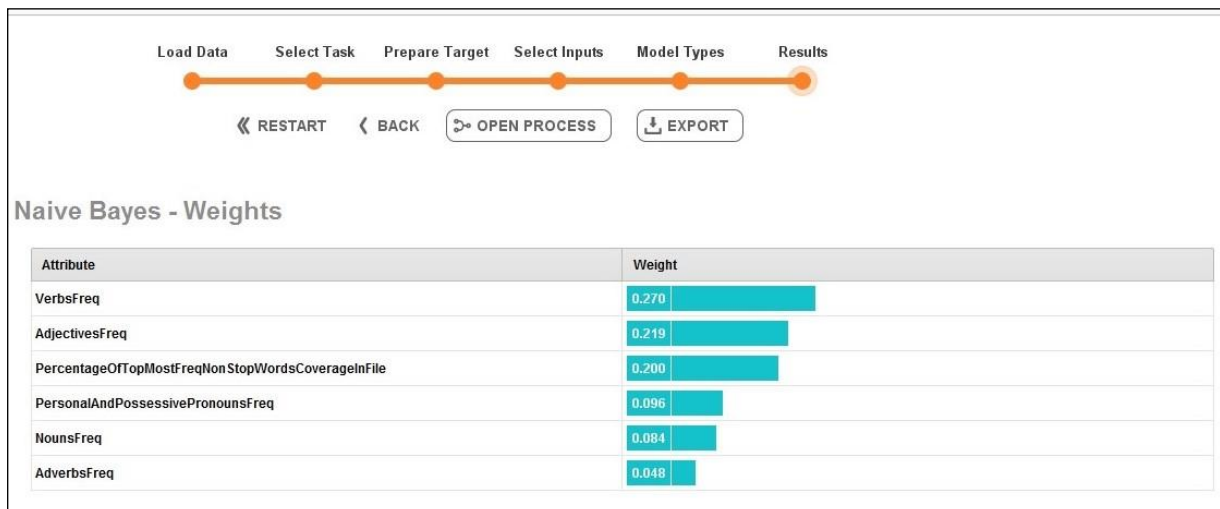 Load Data Select Task Prepare Target Select Inputs Model Types Results
RESTART BACK OPEN PROCESS EXPORT
Naive Bayes - Weights
Attribute Weight
VerbsFreq 0.270
AdjectivesFreq 0.219
PercentageOfTopMostFreqNonStopWordsCoverageInFile 0.200
PersonalAndPossessivePronounsFreq 0.096
NounsFreq 0.084
AdverbsFreq 0.048